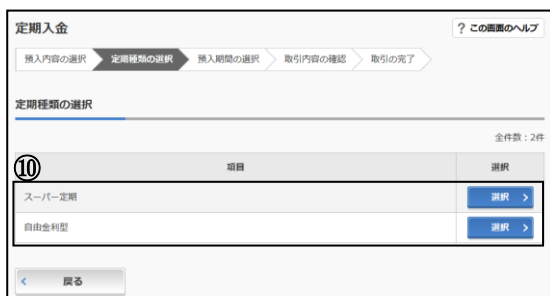 定期入金
? この画面のヘルプ
預入内容の選択 定期種類の選択 預入期間の選択 取引内容の確認 取引の完了
定期種類の選択
全件数：2件
⑩
項目 選択
スーパー定期 選択 >
自由金利型 選択 >
< 戻る